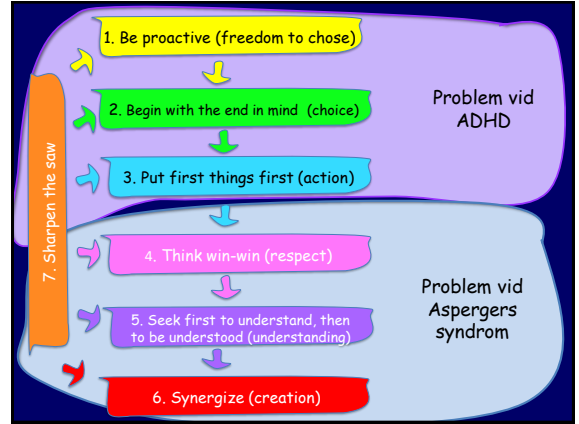 1. Be proactive (freedom to chose)
2. Begin with the end in mind (choice)
Problem vid
ADHD
3. Put first things first (action)
7. Sharpen the saw
4. Think win-win (respect)
Problem vid
Aspergers
syndrom
5. Seek first to understand, then
to be understood (understanding)
6. Synergize (creation)